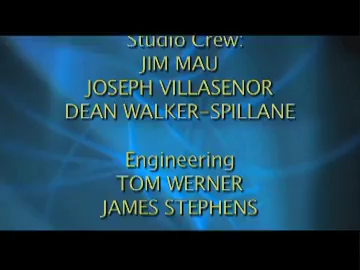 Studio Crew:
JIM MAU
JOSEPH VILLASENOR
DEAN WALKER-SPILLANE
Engineering
TOM WERNER
JAMES STEPHENS